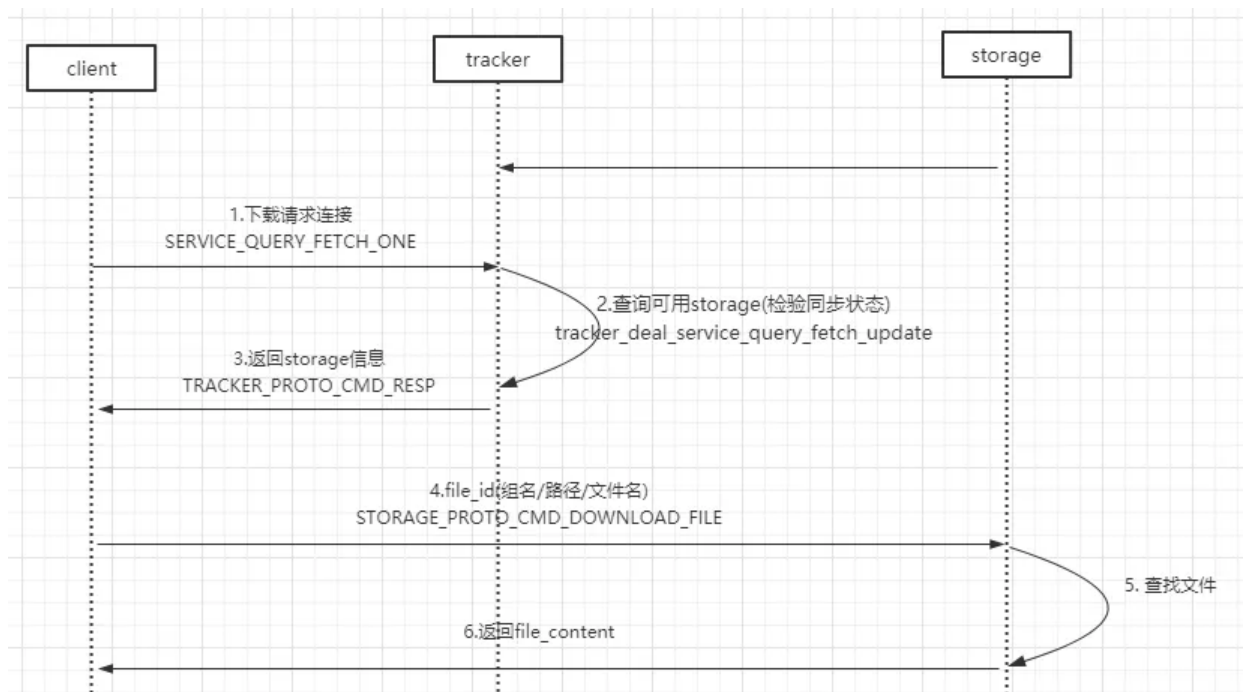 client
tracker
storage
1.下载请求连接
SERVICE_QUERY_FETCH_ONE
2.查询可用storage(检验同步状态)
tracker_deal_service_query_fetch_update
3.返回storage信息
TRACKER_PROTO_CMD_RESP
4.file_id(组名/路径/文件名)
STORAGE_PROTO_CMD_DOWNLOAD_FILE
5. 查找文件
6.返回file_content